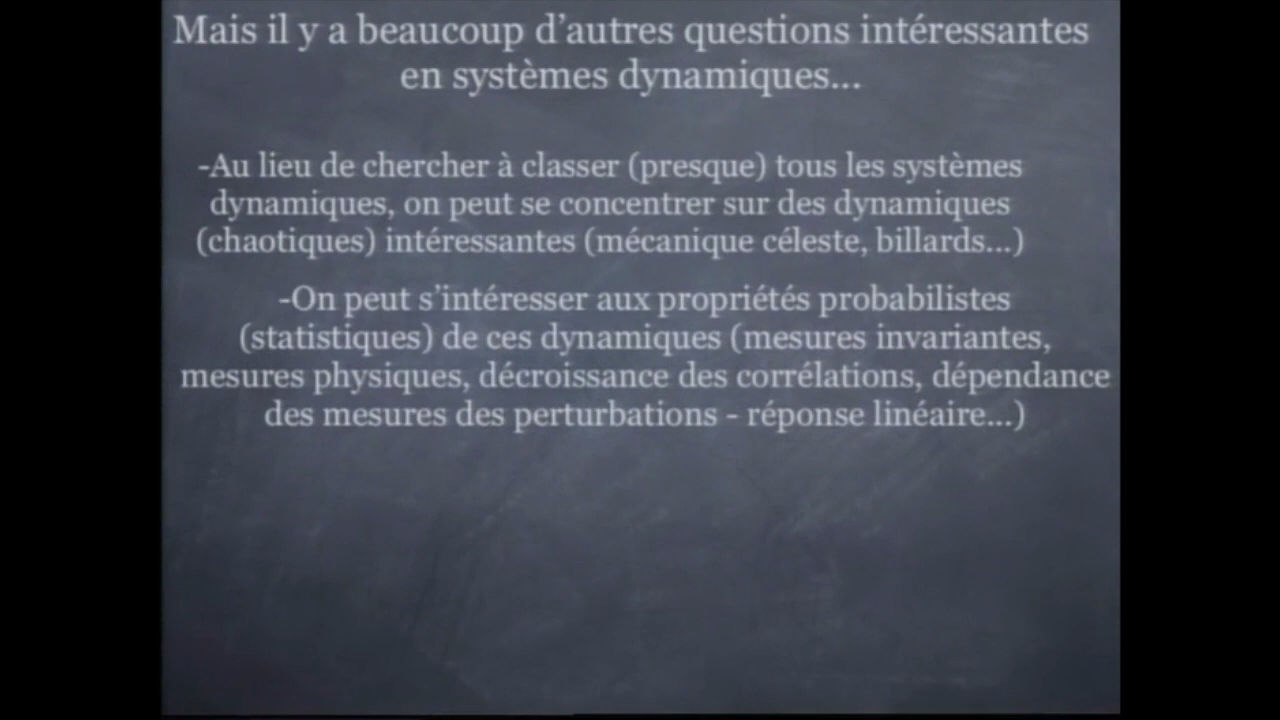 Mais il y a beaucoup d'autres questions intéressantes
en systèmes dynamiques...
-Au lieu de chercher à classer (presque) tous les systèmes
dynamiques, on peut se concentrer sur des dynamiques
(chaotiques) intéressantes (mécanique céleste, billards...)
-On peut s'intéresser aux propriétés probabilistes
(statistiques) de ces dynamiques (mesures invariantes,
mesures physiques, décroissance des corrélations, dépendance
des mesures des perturbations - réponse linéaire...)